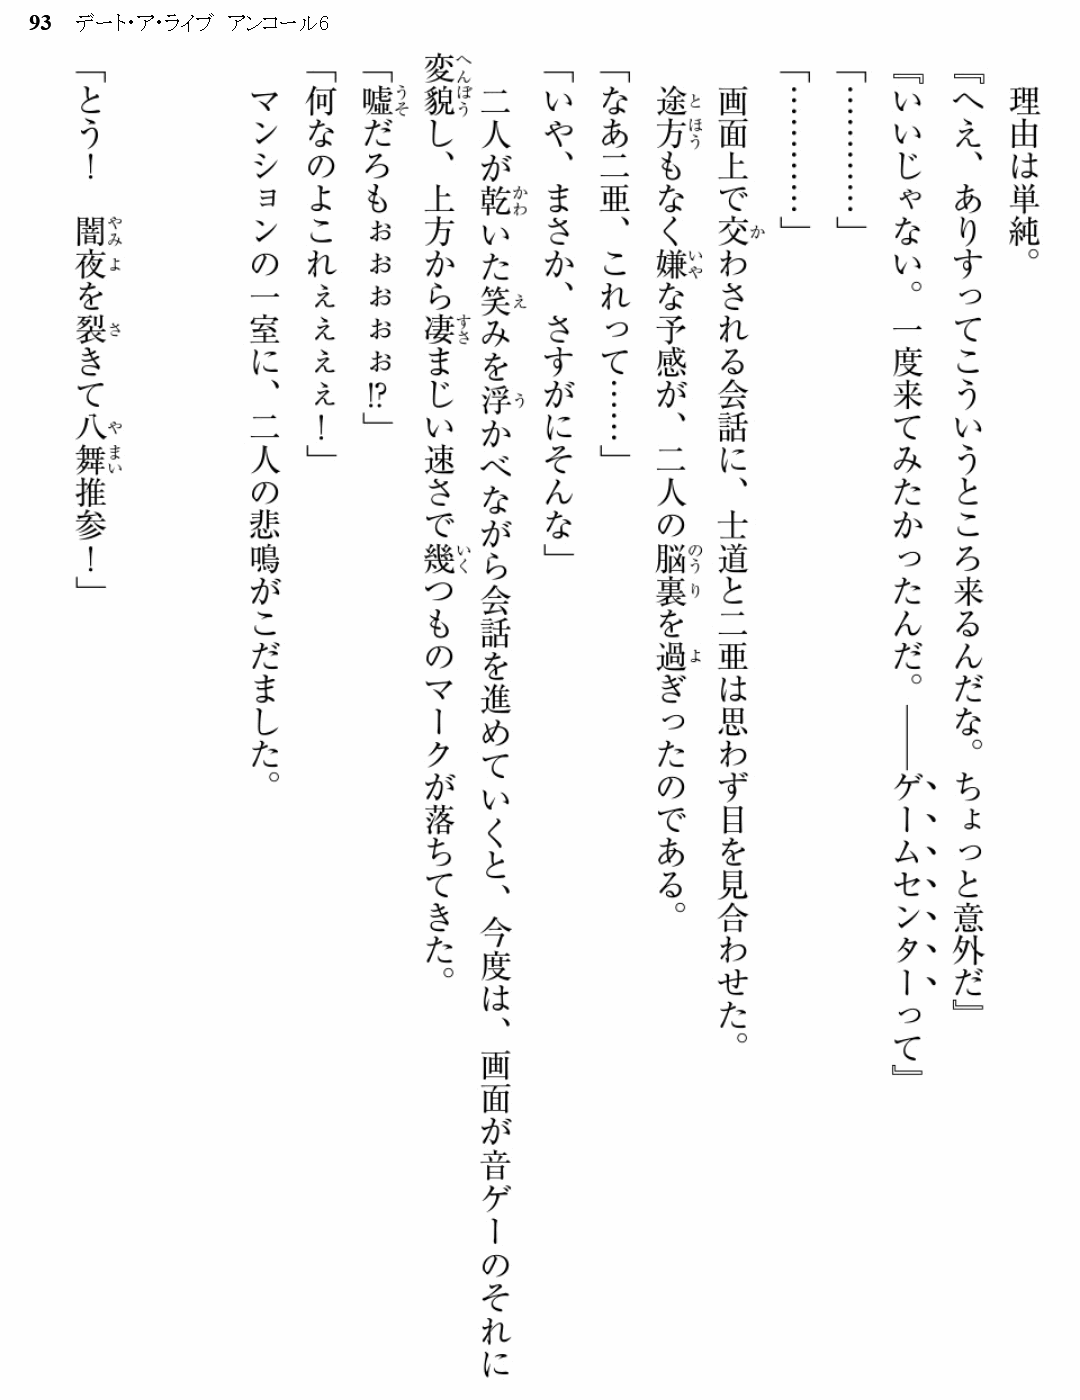 93 デート・ア・ライブ アンコール6
理由は単純。
『へえ、ありすってこういうところ来るんだな。ちょっと意外だ』
『いいじゃない。一度来てみたかったんだ。――ゲームセンターって』
「…………」
「…………」
画面上で交わされる会話に、士道と二亜は思わず目を見合わせた。
途方もなく嫌な予感が、二人の脳裏を過ぎったのである。
「なあ二亜、これって……」
「いや、まさか、さすがにそんな」
二人が乾いた笑みを浮かべながら会話を進めていくと、今度は、画面が音ゲーのそれに
変貌し、上方から凄まじい速さで幾つものマークが落ちてきた。
「嘘だろもぉぉぉぉぉ!?」
「何なのよこれぇぇぇぇ！」
マンションの一室に、二人の悲鳴がこだました。
「とう！　闇夜を裂きて八舞推参！」